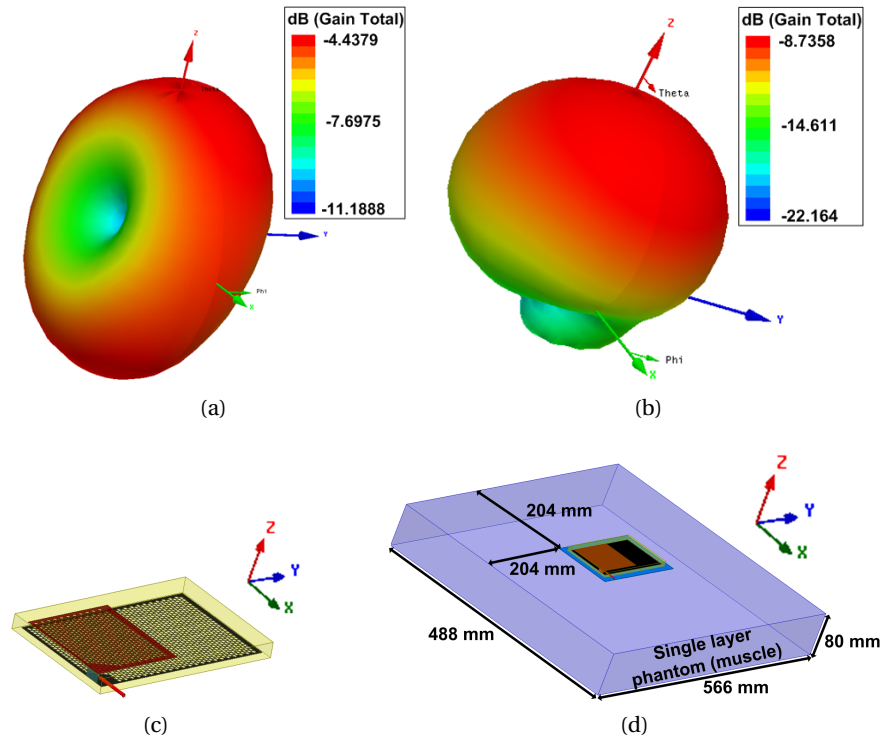 dB (Gain Total)
-4.4379
-7.6975
-11.1888
Z
Theta
Y
Phi
X
(a)
dB (Gain Total)
-8.7358
-14.611
-22.164
Z
Theta
Y
Phi
X
(b)
Z
Y
X
(c)
204 mm
204 mm
488 mm
Single layer
phantom (muscle)
566 mm
80 mm
Z
Y
X
(d)